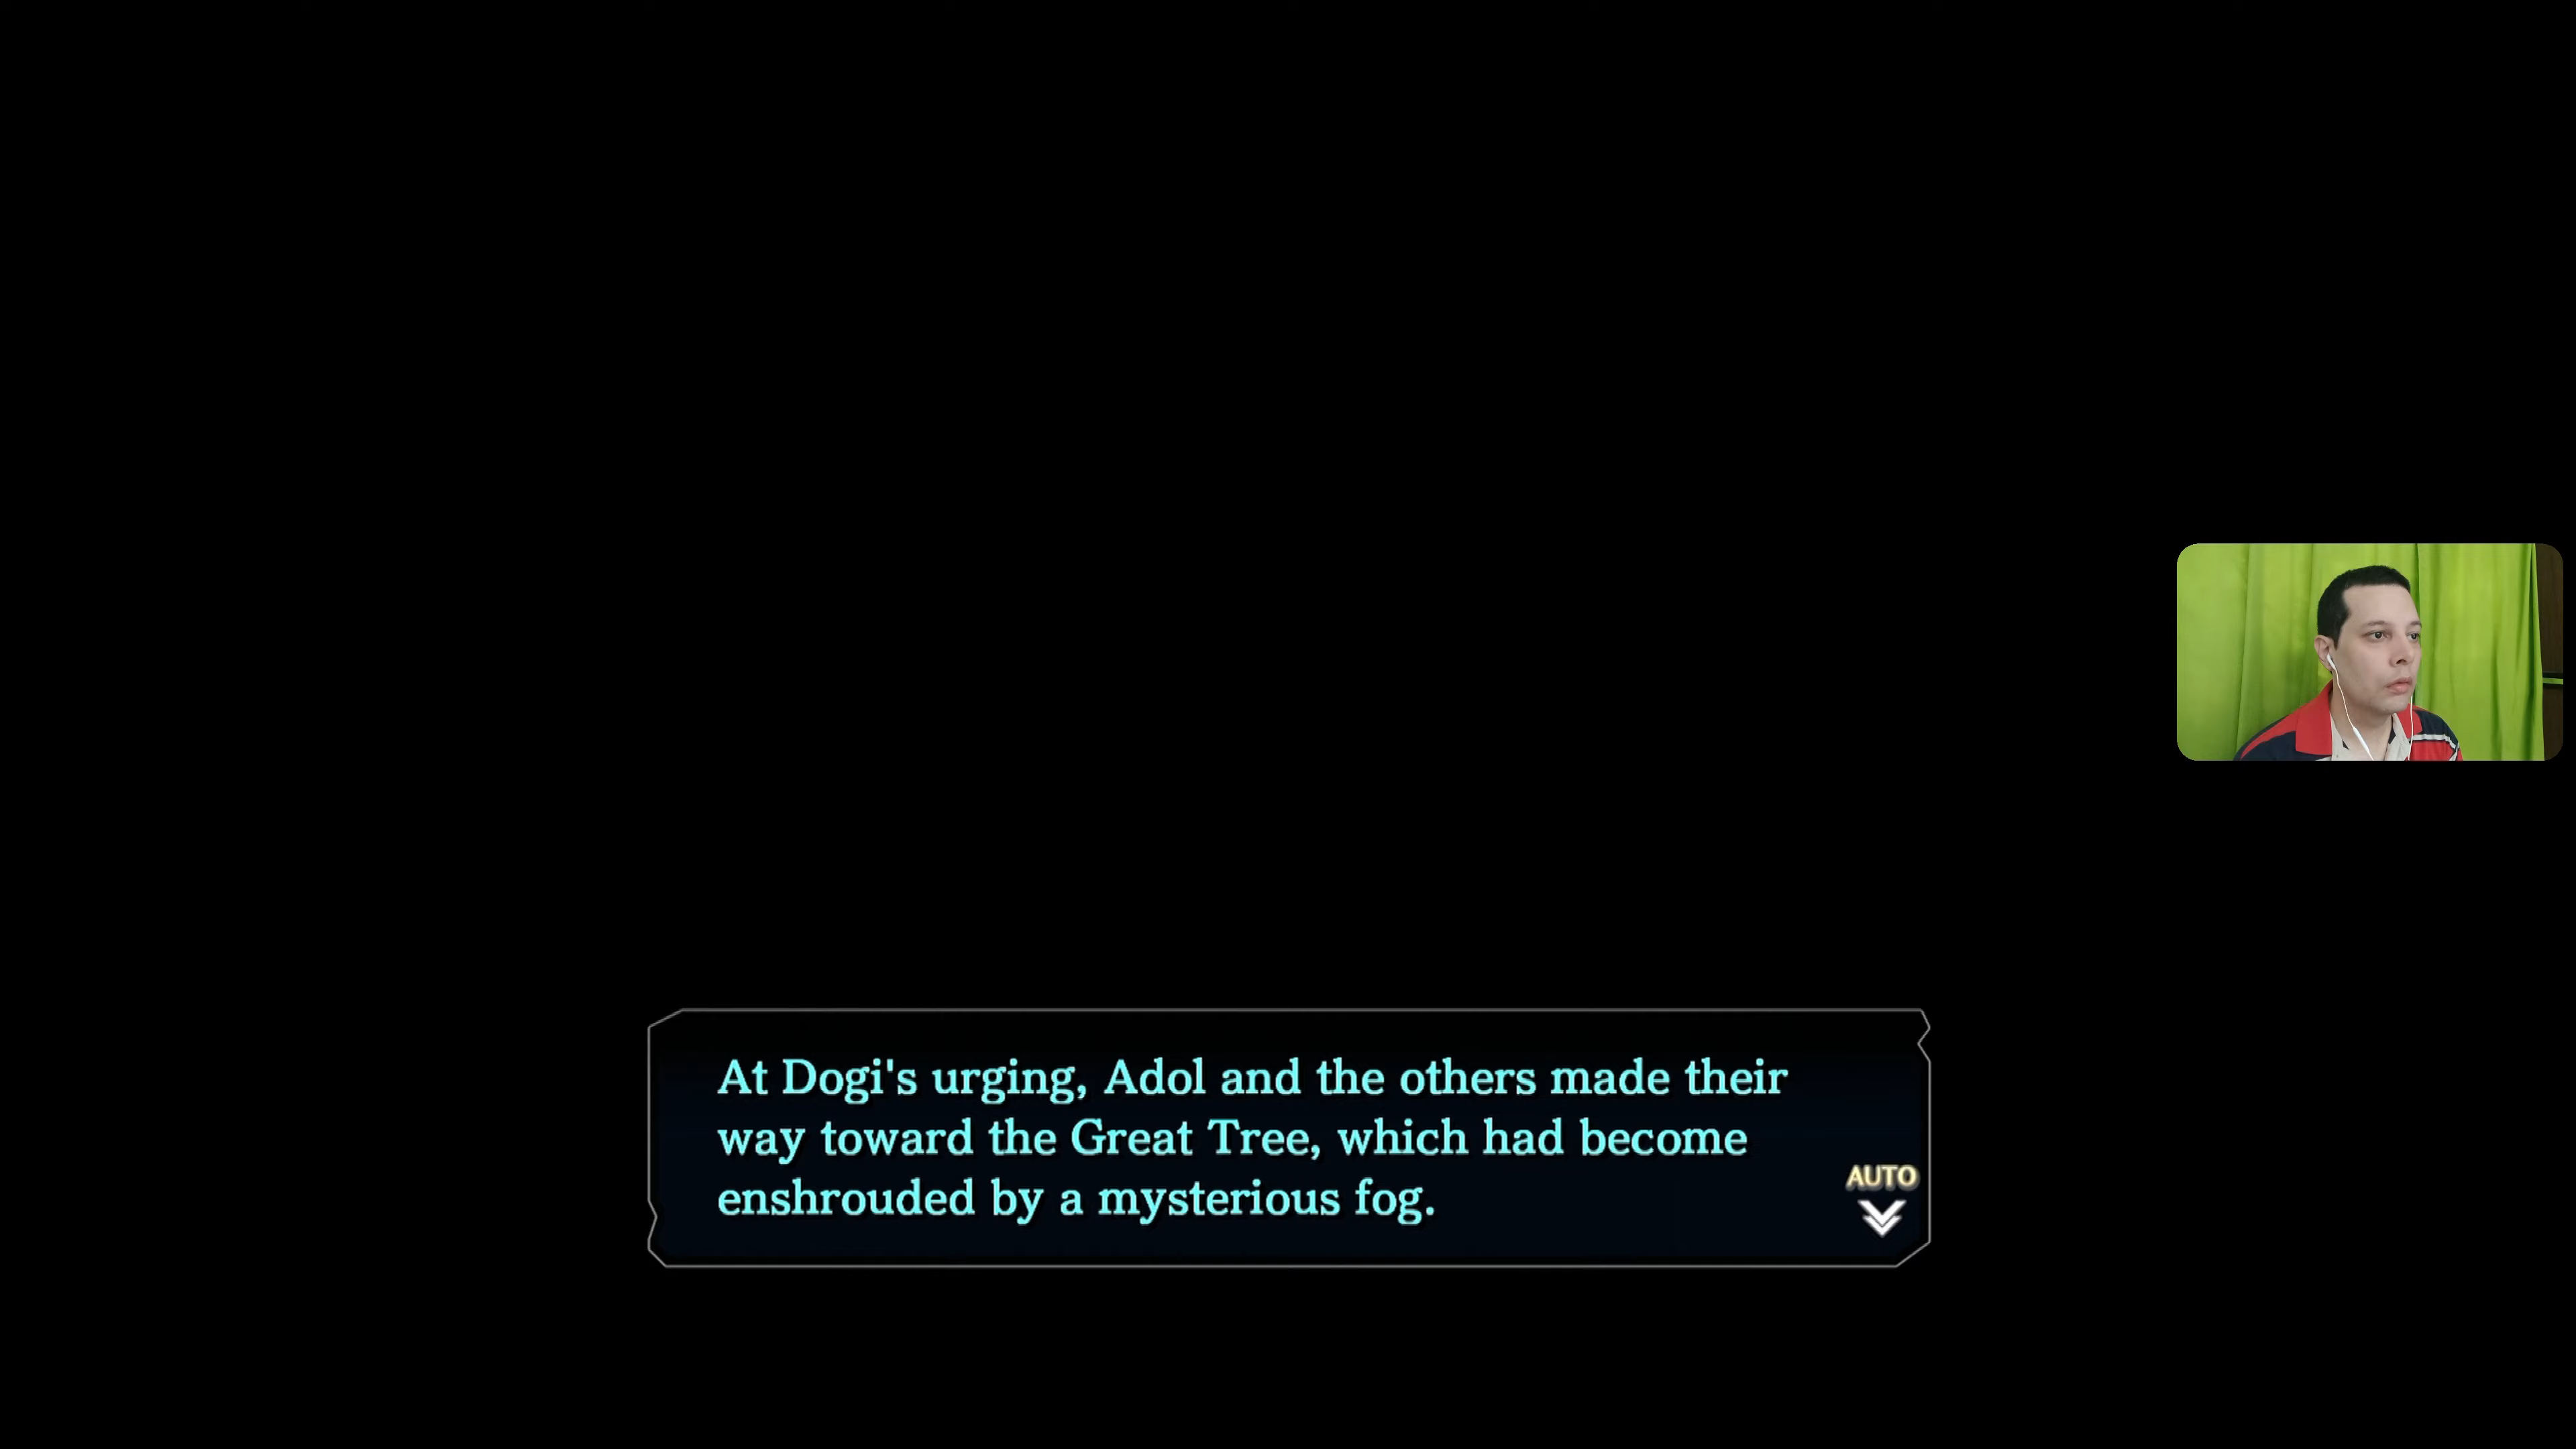 At Dogi's urging, Adol and the others made their
way toward the Great Tree, which had become
enshrouded by a mysterious fog.
AUTO